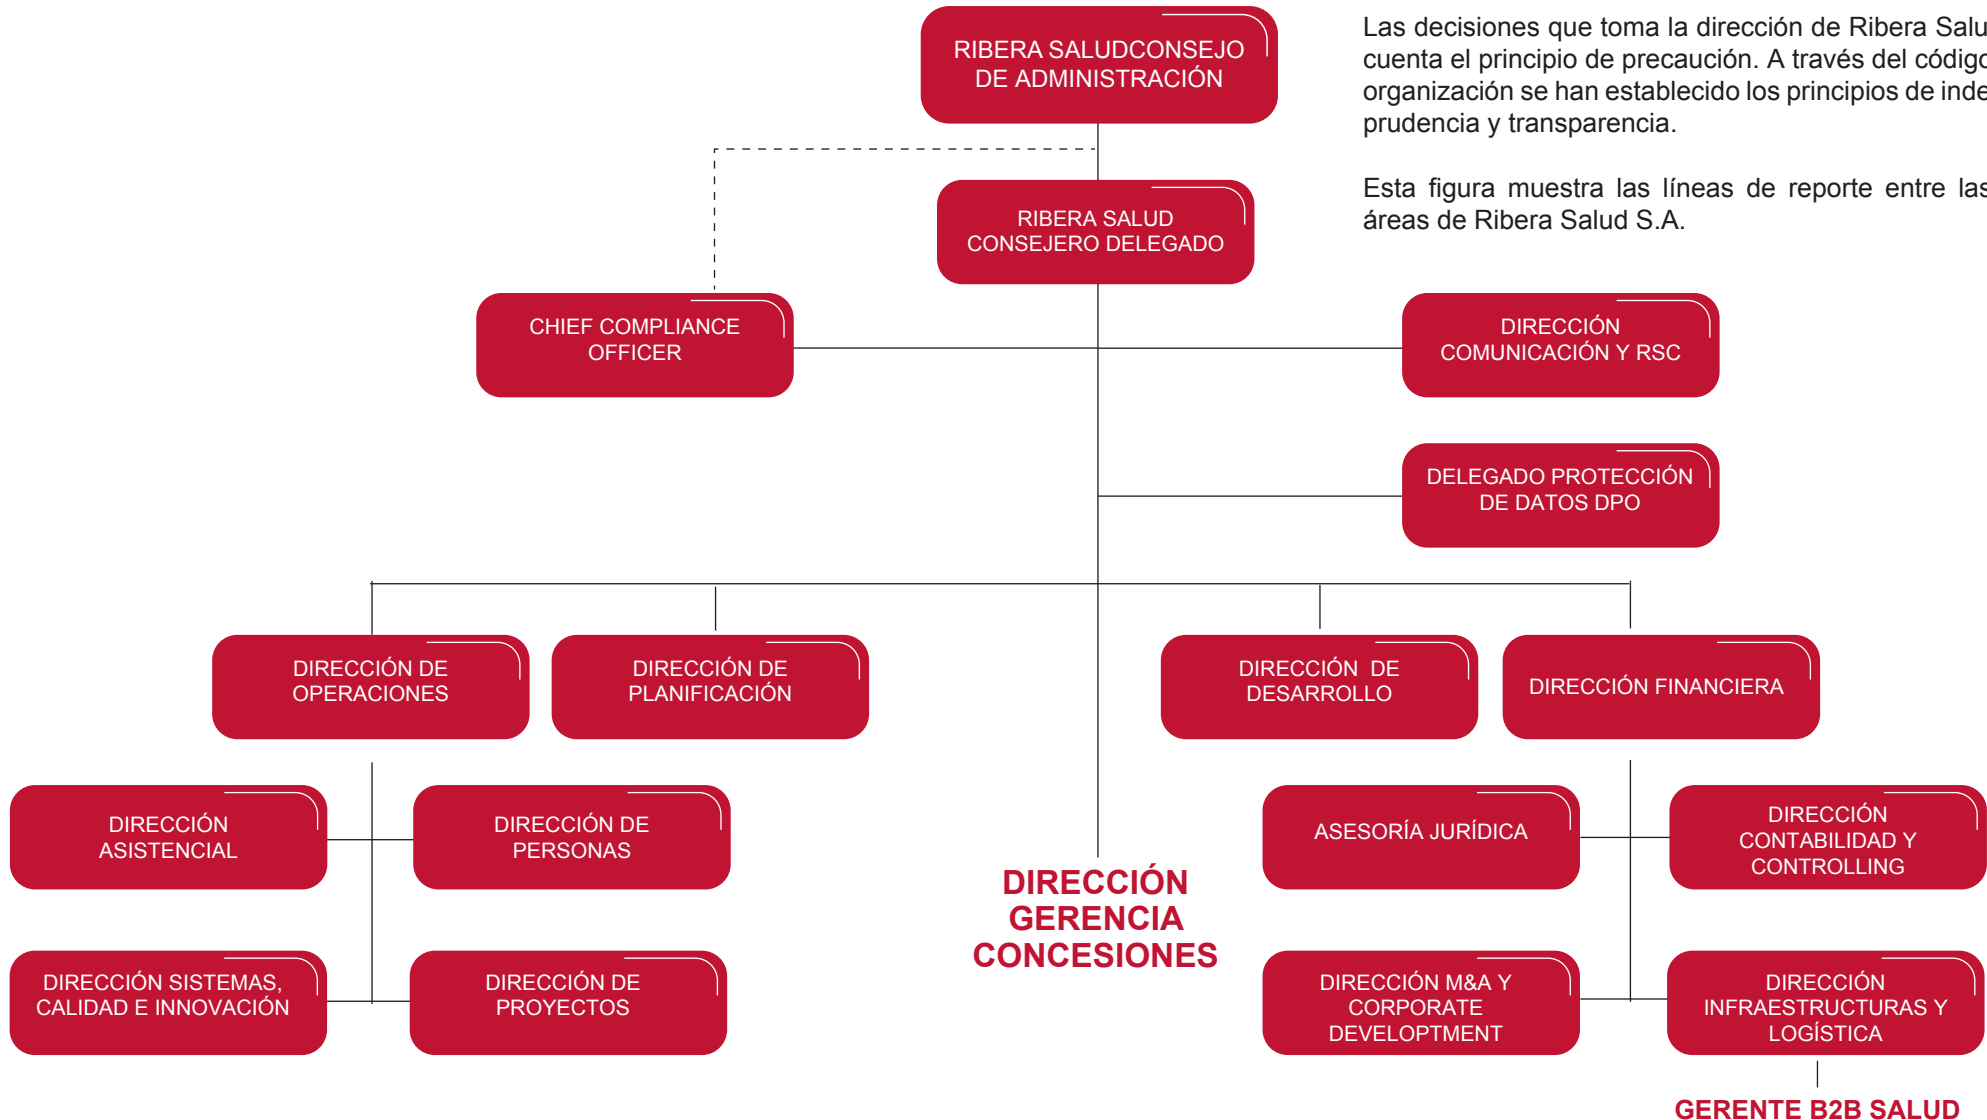 RIBERA SALUDCONSEJO
DE ADMINISTRACIÓN
Las decisiones que toma la dirección de Ribera Salu
cuenta el principio de precaución. A través del código
organización se han establecido los principios de inde
prudencia y transparencia.
Esta figura muestra las líneas de reporte entre las
áreas de Ribera Salud S.A.
RIBERA SALUD
CONSEJERO DELEGADO
CHIEF COMPLIANCE
OFFICER
DIRECCIÓN
COMUNICACIÓN Y RSC
DELEGADO PROTECCIÓN
DE DATOS DPO
DIRECCIÓN DE
OPERACIONES
DIRECCIÓN DE
PLANIFICACIÓN
DIRECCIÓN DE
DESARROLLO
DIRECCIÓN FINANCIERA
DIRECCIÓN
ASISTENCIAL
DIRECCIÓN DE
PERSONAS
ASESORÍA JURÍDICA
DIRECCIÓN
CONTABILIDAD Y
CONTROLLING
DIRECCIÓN
GERENCIA
CONCESIONES
DIRECCIÓN SISTEMAS,
CALIDAD E INNOVACIÓN
DIRECCIÓN DE
PROYECTOS
DIRECCIÓN M&A Y
CORPORATE
DEVELOPTMENT
DIRECCIÓN
INFRAESTRUCTURAS Y
LOGÍSTICA
GERENTE B2B SALUD